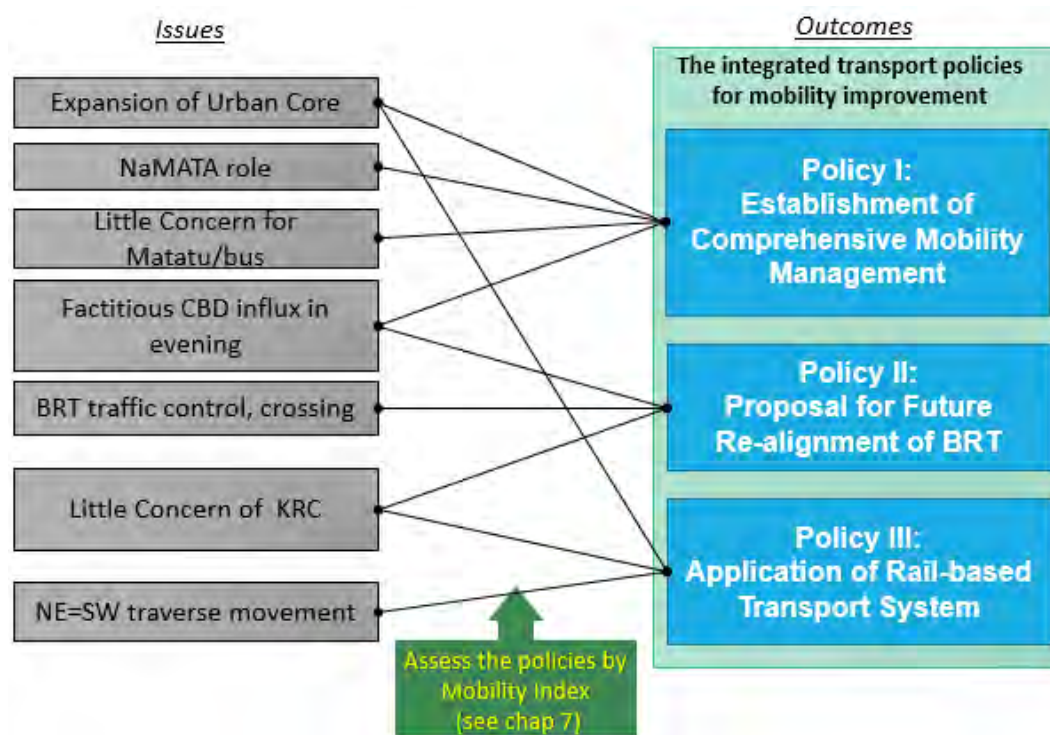 Issues
Expansion of Urban Core
NaMATA role
Little Concern for
Matatu/bus
Factitious CBD influx in
evening
BRT traffic control, crossing
Little Concern of KRC
NE=SW traverse movement
Assess the policies by
Mobility Index
(see chap 7)
Outcomes
The integrated transport policies
for mobility improvement
Policy I:
Establishment of
Comprehensive Mobility
Management
Policy II:
Proposal for Future
Re-alignment of BRT
Policy III:
Application of Rail-based
Transport System